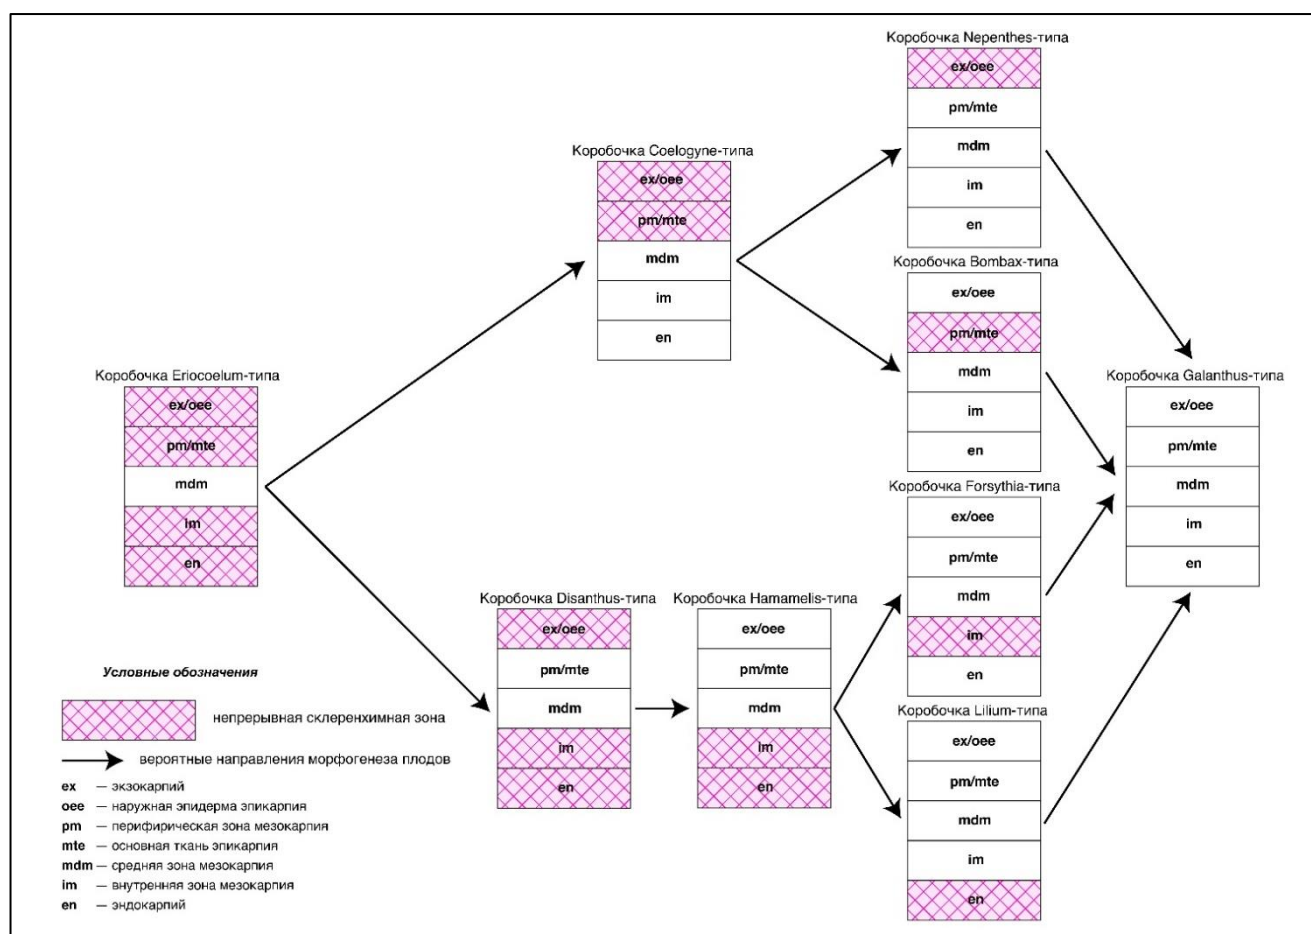 Коробочка Nepenthes-типа
ex/oee
pm/mte
mdm
im
en
Коробочка Coelogyne-типа
ex/oee
pm/mte
mdm
im
en
Коробочка Bombax-типа
ex/oee
pm/mte
mdm
im
en
Коробочка Eriocoelum-типа
ex/oee
pm/mte
mdm
im
en
Коробочка Galanthus-типа
ex/oee
pm/mte
mdm
im
en
Коробочка Forsythia-типа
ex/oee
pm/mte
mdm
im
en
Коробочка Disanthus-типа
ex/oee
pm/mte
mdm
im
en
Коробочка Hamamelis-типа
ex/oee
pm/mte
mdm
im
en
Коробочка Lilium-типа
ex/oee
pm/mte
mdm
im
en
Условные обозначения
непрерывная склеренхимная зона
вероятные направления морфогенеза плодов
ex — экзокарпий
oee — наружная эпидерма эпикарпия
pm — перифирическая зона мезокарпия
mte — основная ткань эпикарпия
mdm — средняя зона мезокарпия
im — внутренняя зона мезокарпия
en — эндокарпий